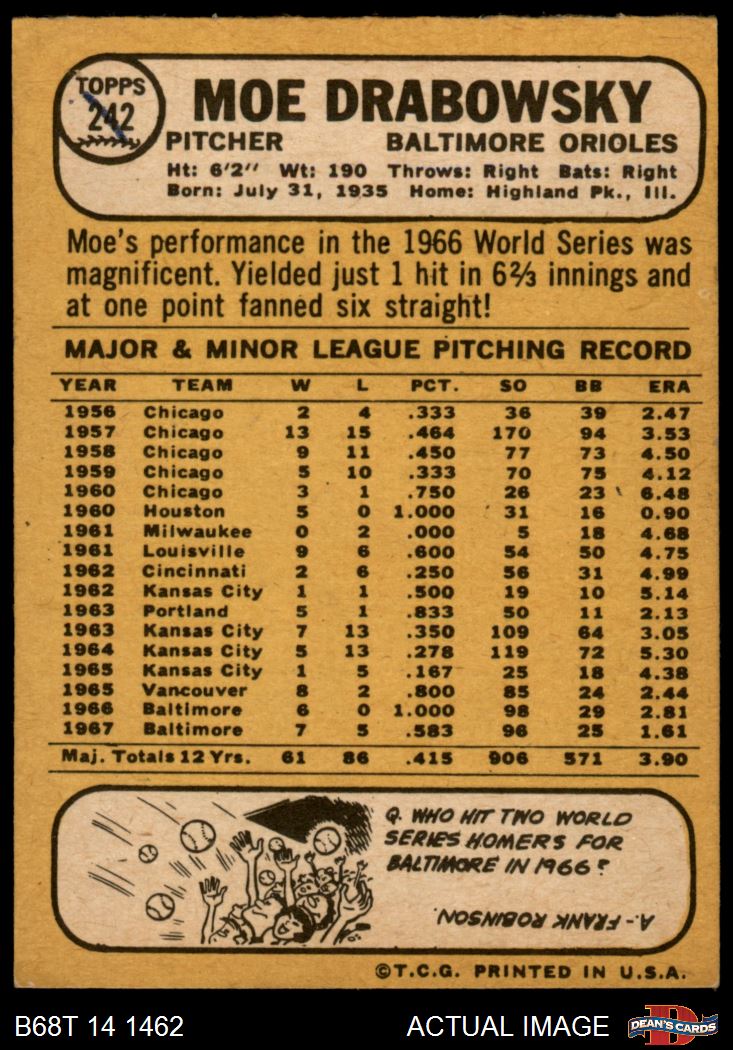 TOPPS
242
MOE DRABOWSKY
PITCHER BALTIMORE ORIOLES
Ht: 6'2" Wt: 190 Throws: Right Bats: Right
Born: July 31, 1935 Home: Highland Pk., Ill.
Moe's performance in the 1966 World Series was
magnificent. Yielded just 1 hit in 6⅔ innings and
at one point fanned six straight!
MAJOR & MINOR LEAGUE PITCHING RECORD
YEAR TEAM W L PCT. SO BB ERA
1956 Chicago 2 4 .333 36 39 2.47
1957 Chicago 13 15 .464 170 94 3.53
1958 Chicago 9 11 .450 77 73 4.50
1959 Chicago 5 10 .333 70 75 4.12
1960 Chicago 3 1 .750 26 23 6.48
1960 Houston 5 0 1.000 31 16 0.90
1961 Milwaukee 0 2 .000 5 18 4.68
1961 Louisville 9 6 .600 54 50 4.75
1962 Cincinnati 2 6 .250 56 31 4.99
1962 Kansas City 1 1 .500 19 10 5.14
1963 Portland 5 1 .833 50 11 2.13
1963 Kansas City 7 13 .350 109 64 3.05
1964 Kansas City 5 13 .278 119 72 5.30
1965 Kansas City 1 5 .167 25 18 4.38
1965 Vancouver 8 2 .800 85 24 2.44
1966 Baltimore 6 0 1.000 98 29 2.81
1967 Baltimore 7 5 .583 96 25 1.61
Maj. Totals 12 Yrs. 61 86 .415 906 571 3.90
Q. WHO HIT TWO WORLD
SERIES HOMERS FOR
BALTIMORE IN 1966?
A- FRANK ROBINSON.
©T.C.G. PRINTED IN U.S.A.
B68T 14 1462 ACTUAL IMAGE DEAN'S CARDS